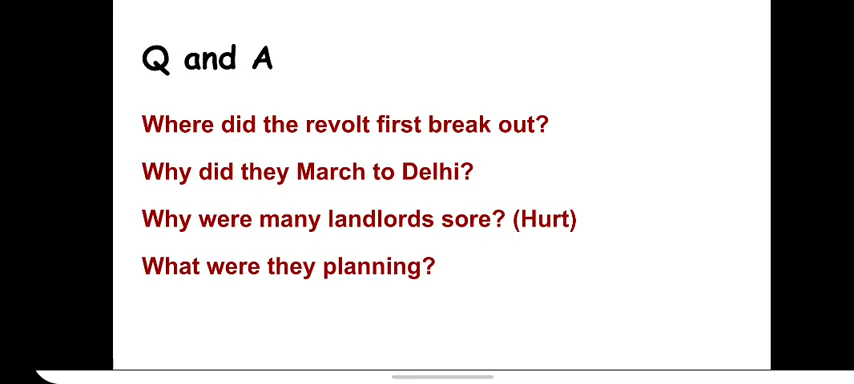 Q and A
Where did the revolt first break out?
Why did they March to Delhi?
Why were many landlords sore? (Hurt)
What were they planning?